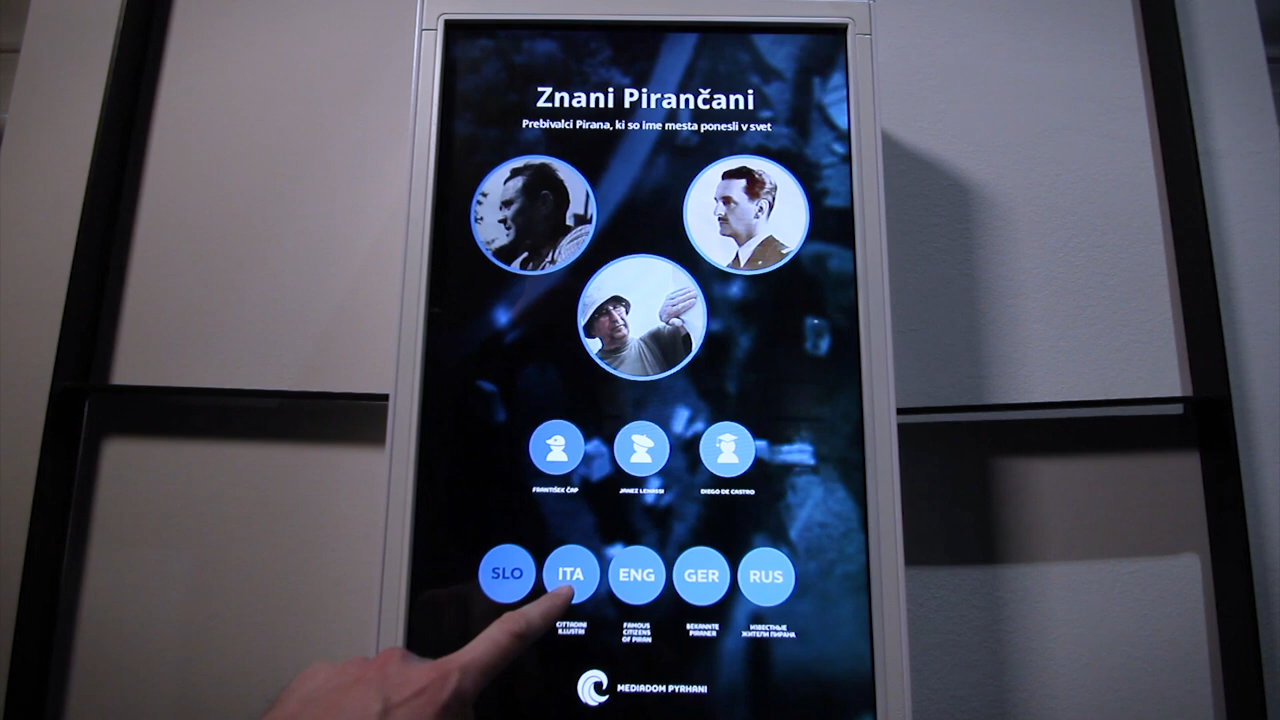 Znani Pirančani
Prebivalci Pirana, ki so ime mesta ponesli v svet
FRANTIŠEK ČAP
JANEZ LENASSI
DIEGO DE CASTRO
SLO
ITA
ENG
GER
RUS
CITTADINI
ILLUSTRI
FAMOUS
CITIZENS
OF PIRAN
BEKANNTE
PIRANER
ИЗВЕСТНЫЕ
ЖИТЕЛИ ПИРАНА
MEDIADOM PYRHANI